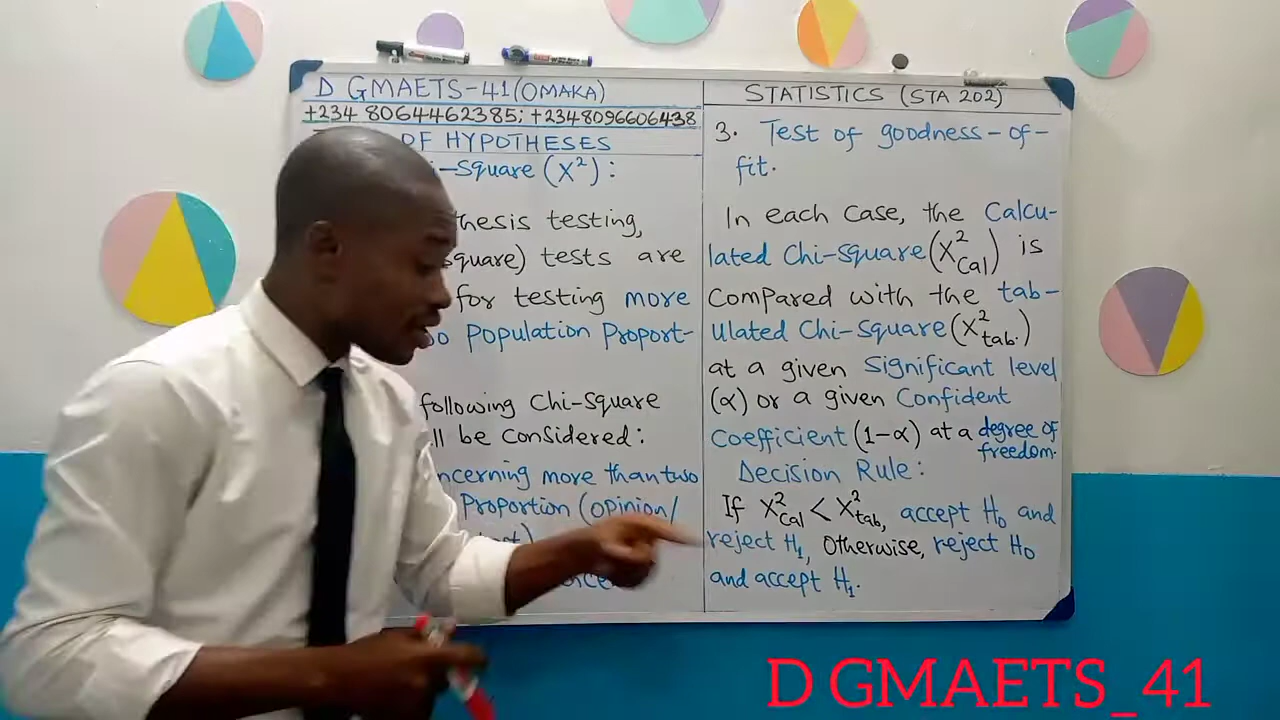 D GMAETS-41(OMAKA)
+234 8064462385; +2348096606438
OF HYPOTHESES
i-Square (X²):
thesis testing,
square) tests are
for testing more
Population Proport-
following Chi-Square
ll be Considered:
ncerning more than two
Proportion (opinion/
STATISTICS (STA 202)
3. Test of goodness-of-
fit.
In each Case, the Calcu-
lated Chi-Square (X²Cal) is
Compared with the tab-
ulated Chi-Square (X²tab.)
at a given Significant level
(α) or a given Confident
Coefficient (1-α) at a degree of
freedom.
Decision Rule:
If X²Cal < X²tab, accept H₀ and
reject H₁, Otherwise, reject H₀
and accept H₁.
D GMAETS_41